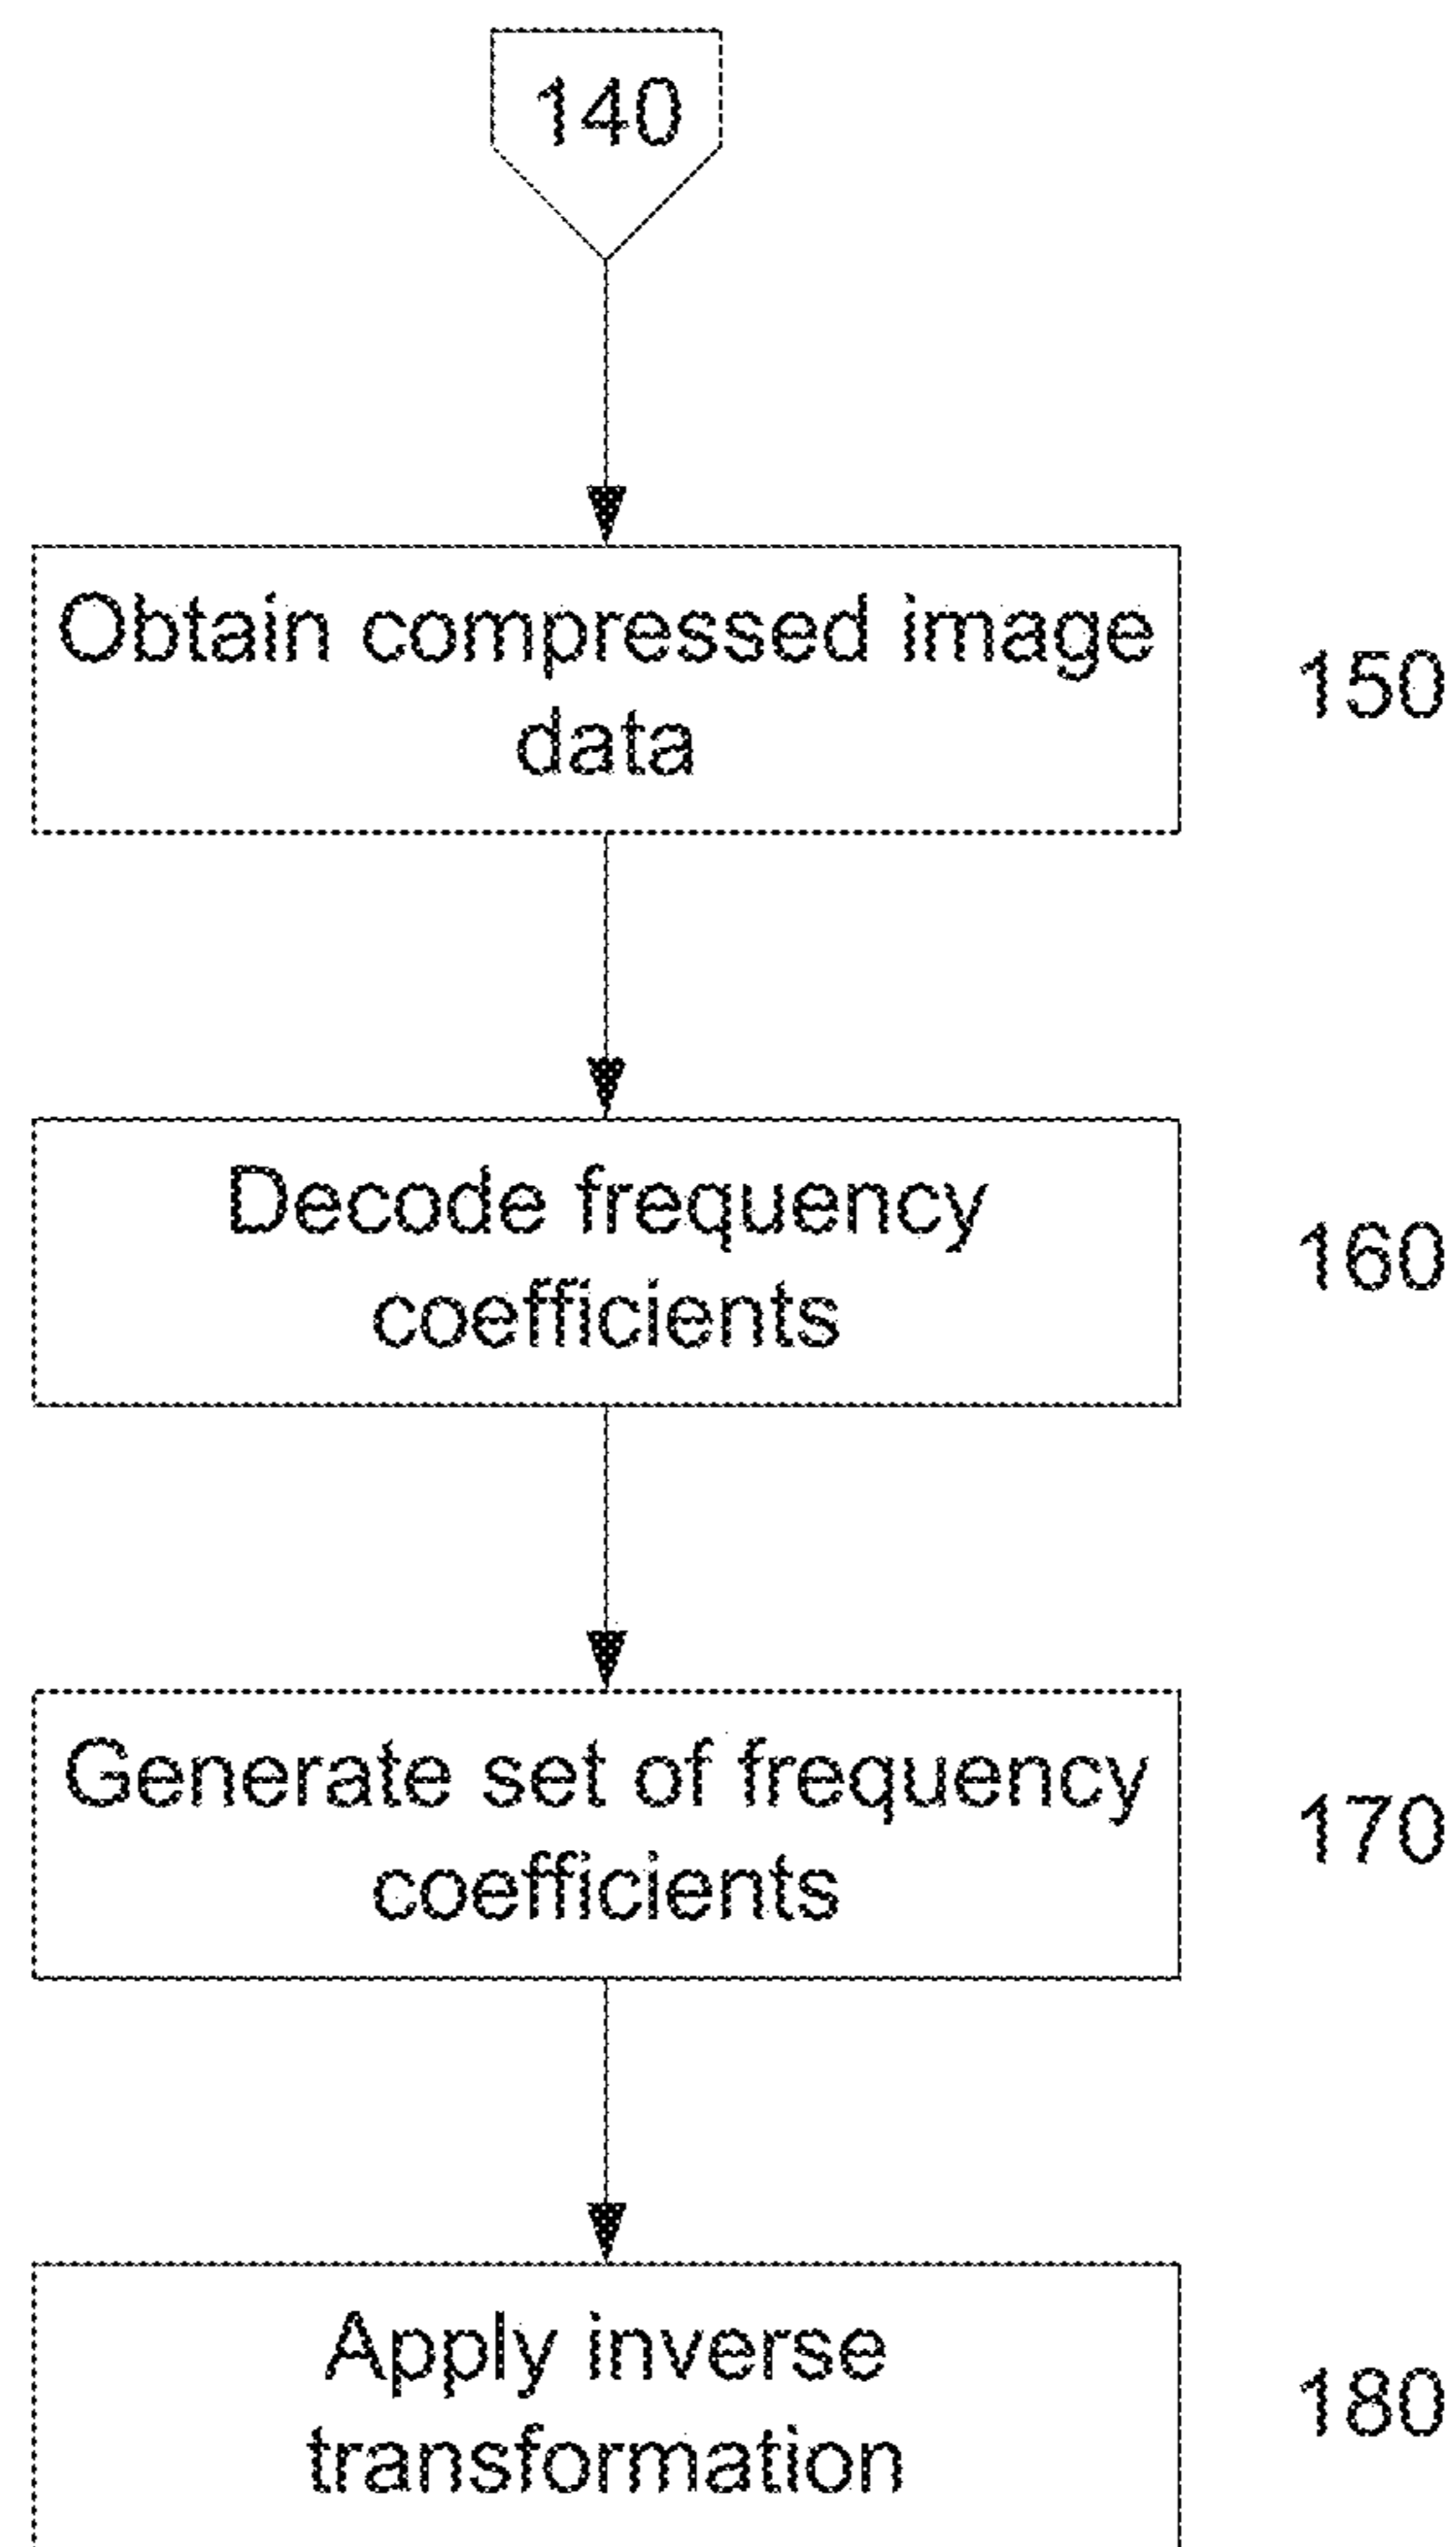 140
Obtain compressed image
data
150
Decode frequency
coefficients
160
Generate set of frequency
coefficients
170
Apply inverse
transformation
180